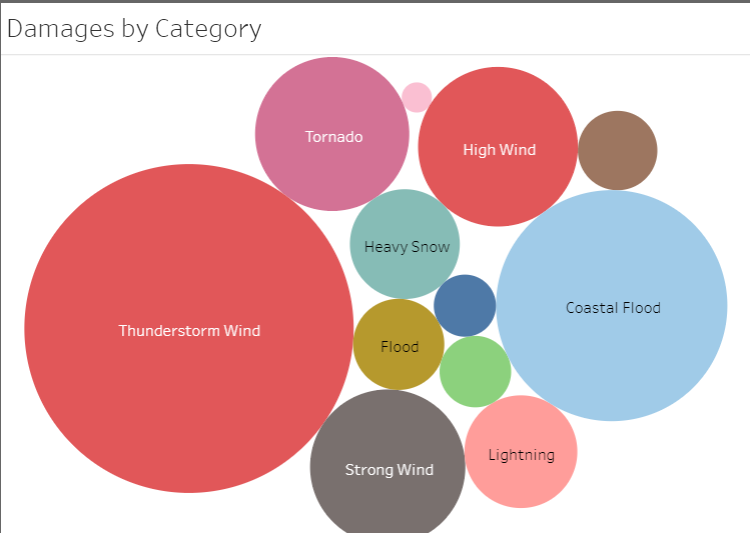 Damages by Category
Tornado
High Wind
Heavy Snow
Coastal Flood
Thunderstorm Wind
Flood
Lightning
Strong Wind